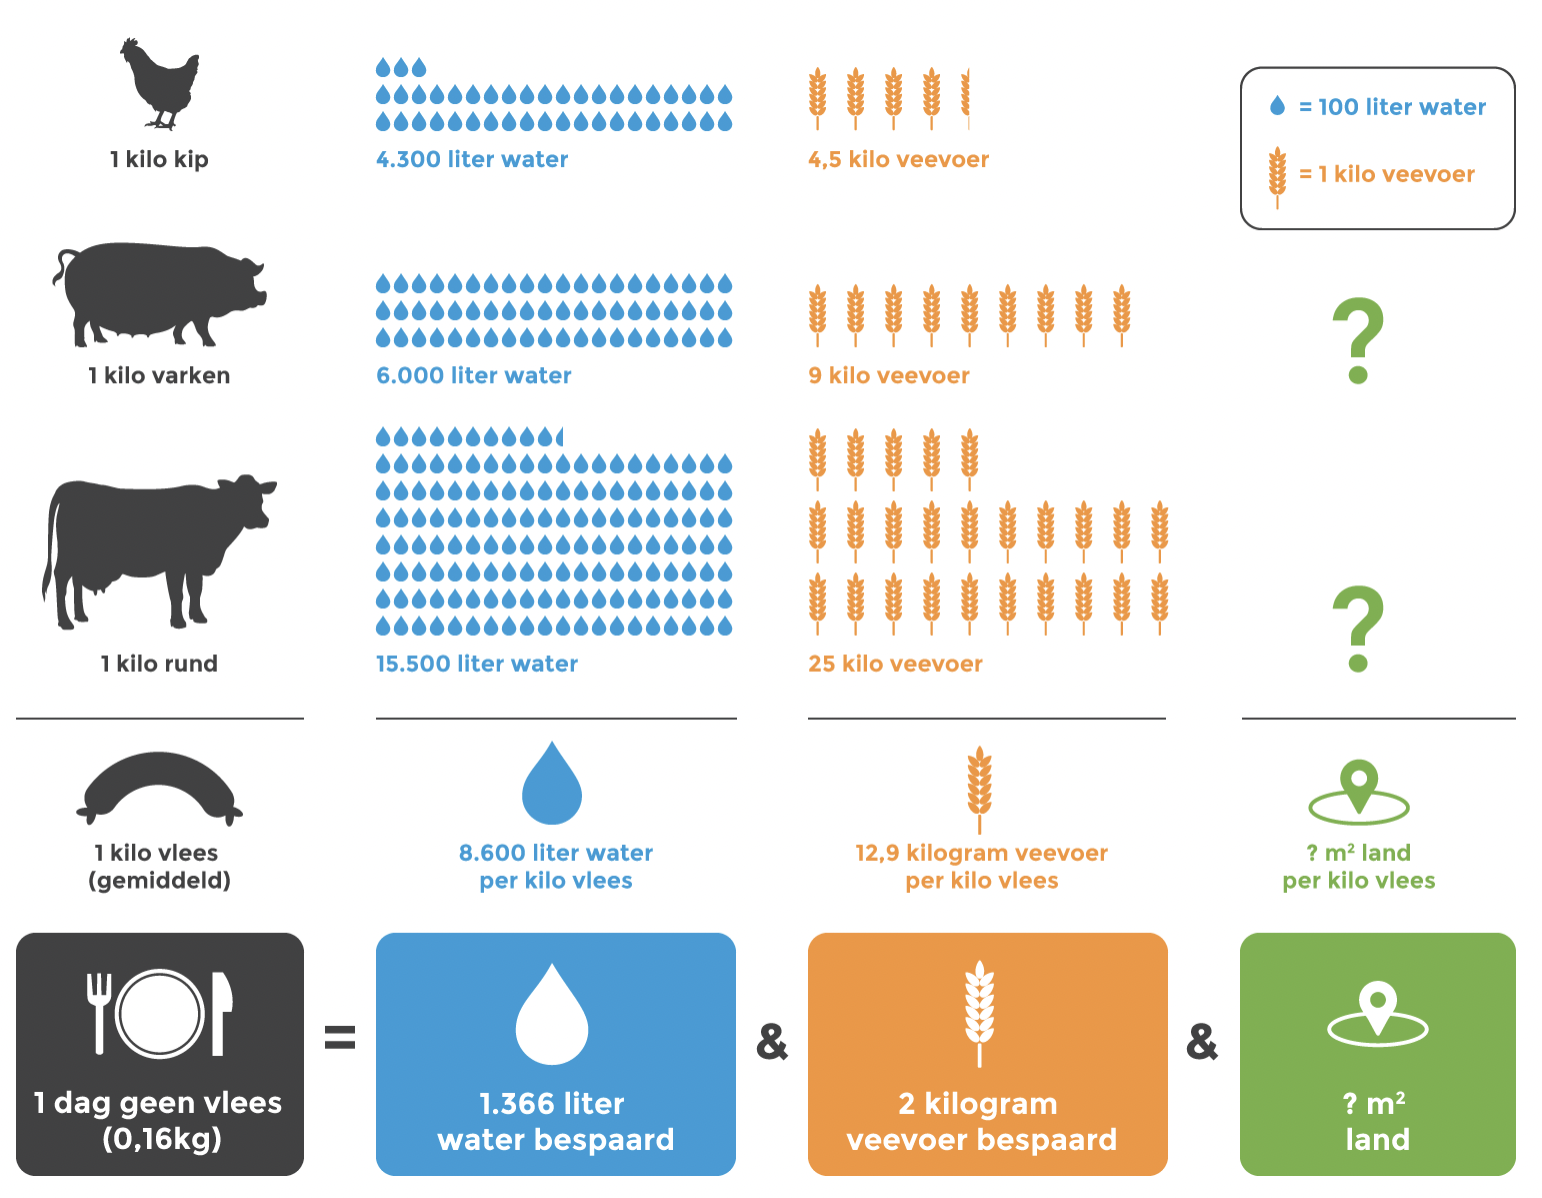 1 kilo kip
4.300 liter water
4,5 kilo veevoer
= 100 liter water
= 1 kilo veevoer
1 kilo varken
6.000 liter water
9 kilo veevoer
?
1 kilo rund
15.500 liter water
25 kilo veevoer
?
1 kilo vlees
(gemiddeld)
8.600 liter water
per kilo vlees
12,9 kilogram veevoer
per kilo vlees
? m² land
per kilo vlees
1 dag geen vlees
(0,16kg)
=
1.366 liter
water bespaard
&
2 kilogram
veevoer bespaard
&
? m²
land